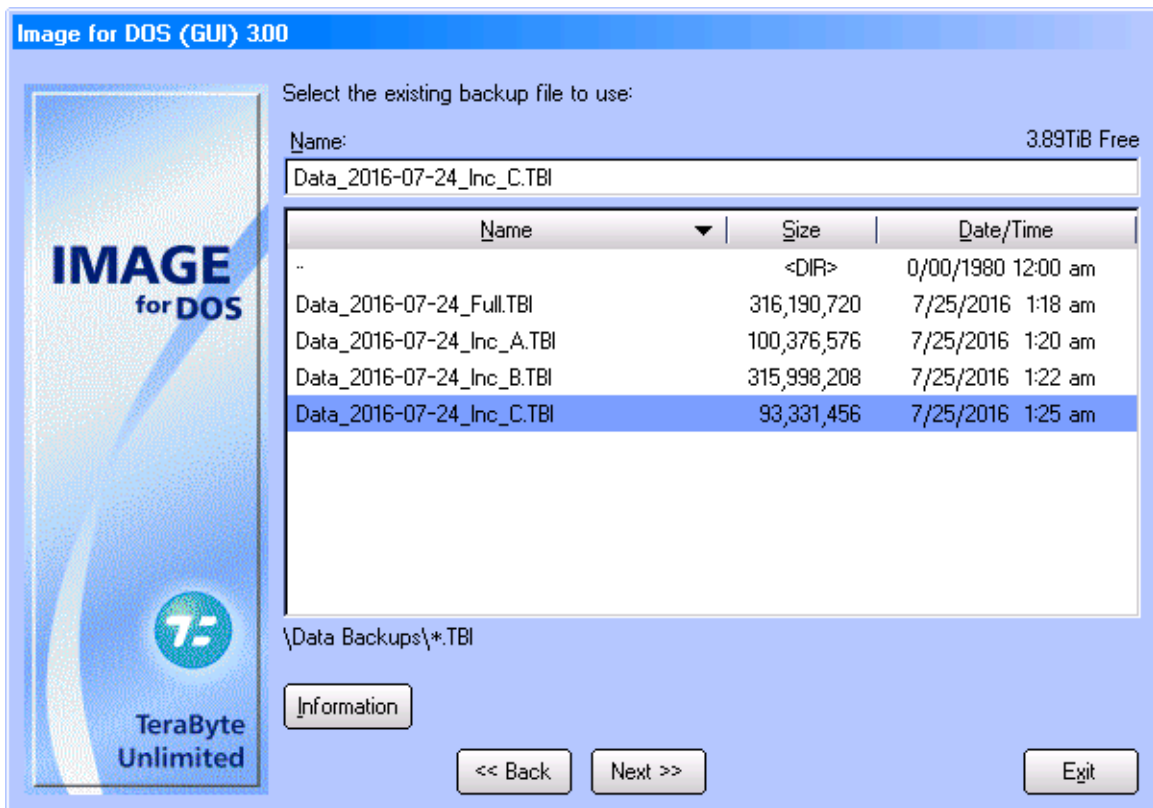 Image for DOS (GUI) 3.00
Select the existing backup file to use:
Name: 3.89TiB Free
Data_2016-07-24_Inc_C.TBI
Name Size Date/Time
.. <DIR> 0/00/1980 12:00 am
Data_2016-07-24_Full.TBI 316,190,720 7/25/2016 1:18 am
Data_2016-07-24_Inc_A.TBI 100,376,576 7/25/2016 1:20 am
Data_2016-07-24_Inc_B.TBI 315,998,208 7/25/2016 1:22 am
Data_2016-07-24_Inc_C.TBI 93,331,456 7/25/2016 1:25 am
\Data Backups\*.TBI
Information
<< Back Next >> Exit
IMAGE
for DOS
TeraByte
Unlimited